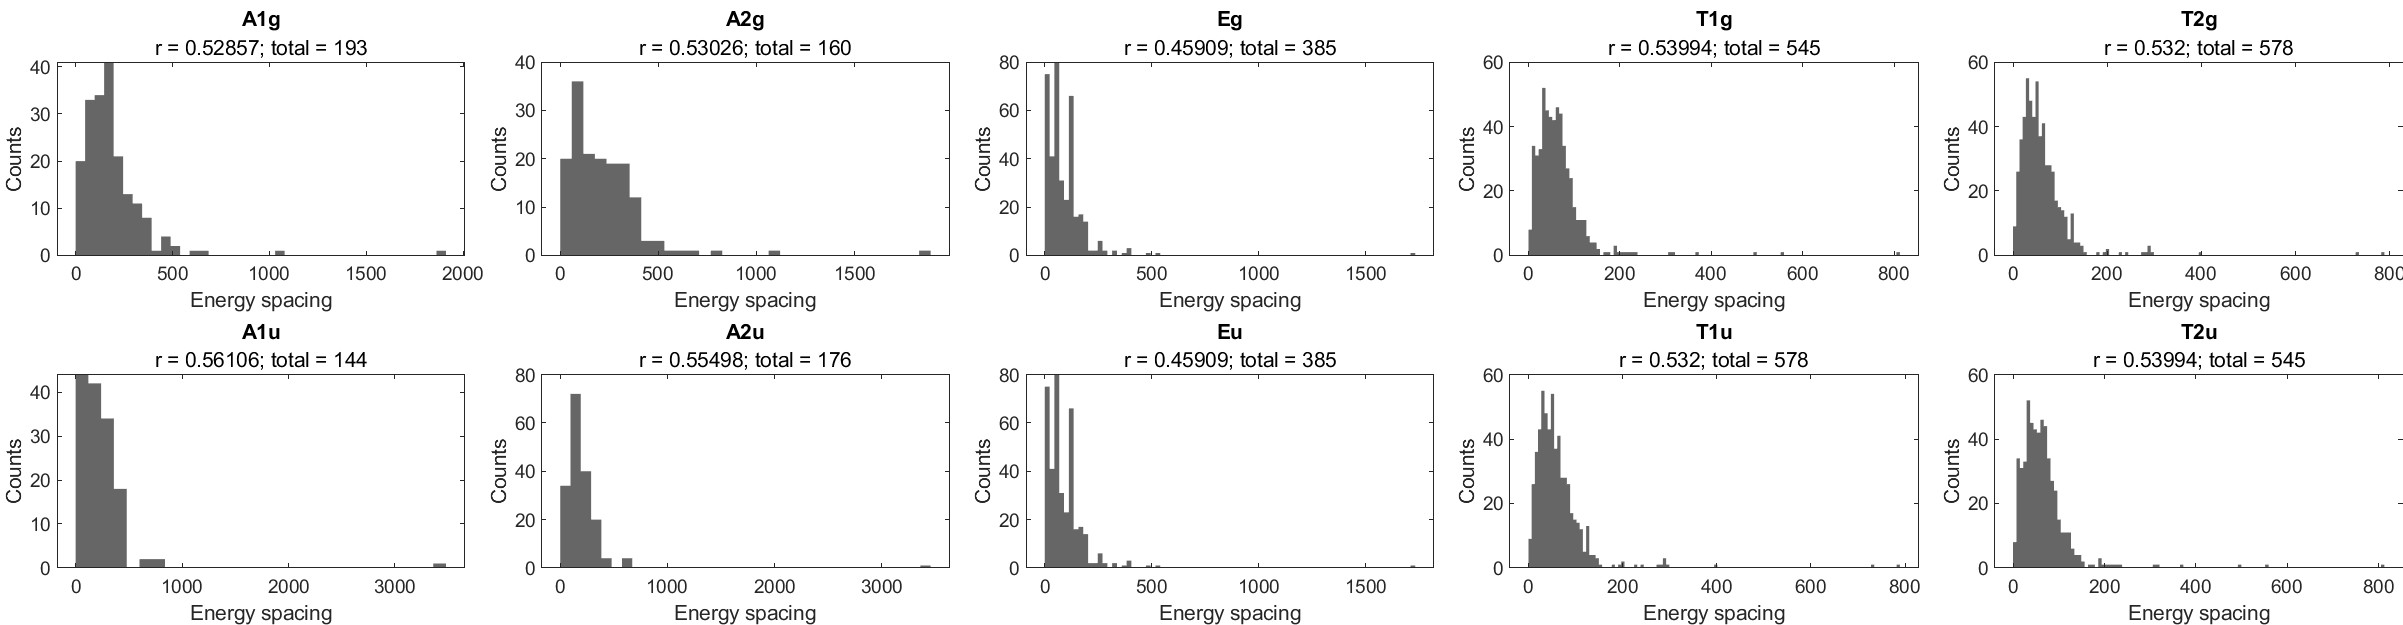 A1g
r = 0.52857; total = 193
40
30
20
10
0
Counts
0 500 1000 1500 2000
Energy spacing
A2g
r = 0.53026; total = 160
40
30
20
10
0
Counts
0 500 1000 1500
Energy spacing
Eg
r = 0.45909; total = 385
80
60
40
20
0
Counts
0 500 1000 1500
Energy spacing
T1g
r = 0.53994; total = 545
60
40
20
0
Counts
0 200 400 600 800
Energy spacing
T2g
r = 0.532; total = 578
60
40
20
0
Counts
0 200 400 600 800
Energy spacing
A1u
r = 0.56106; total = 144
40
30
20
10
0
Counts
0 1000 2000 3000
Energy spacing
A2u
r = 0.55498; total = 176
80
60
40
20
0
Counts
0 1000 2000 3000
Energy spacing
Eu
r = 0.45909; total = 385
80
60
40
20
0
Counts
0 500 1000 1500
Energy spacing
T1u
r = 0.532; total = 578
60
40
20
0
Counts
0 200 400 600 800
Energy spacing
T2u
r = 0.53994; total = 545
60
40
20
0
Counts
0 200 400 600 800
Energy spacing